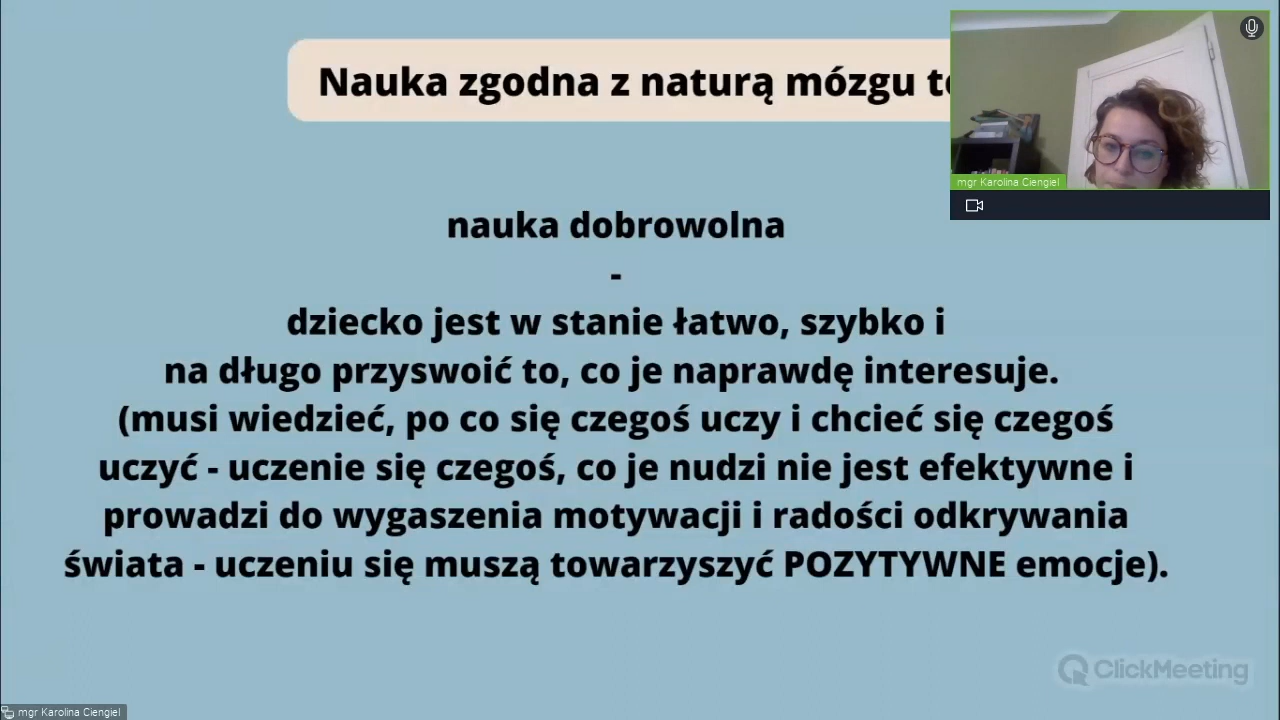 Nauka zgodna z naturą mózgu
mgr Karolina Ciengiel
nauka dobrowolna
-
dziecko jest w stanie łatwo, szybko i
na długo przyswoić to, co je naprawdę interesuje.
(musi wiedzieć, po co się czegoś uczy i chcieć się czegoś
uczyć - uczenie się czegoś, co je nudzi nie jest efektywne i
prowadzi do wygaszenia motywacji i radości odkrywania
świata - uczeniu się muszą towarzyszyć POZYTYWNE emocje).
ClickMeeting
mgr Karolina Ciengiel